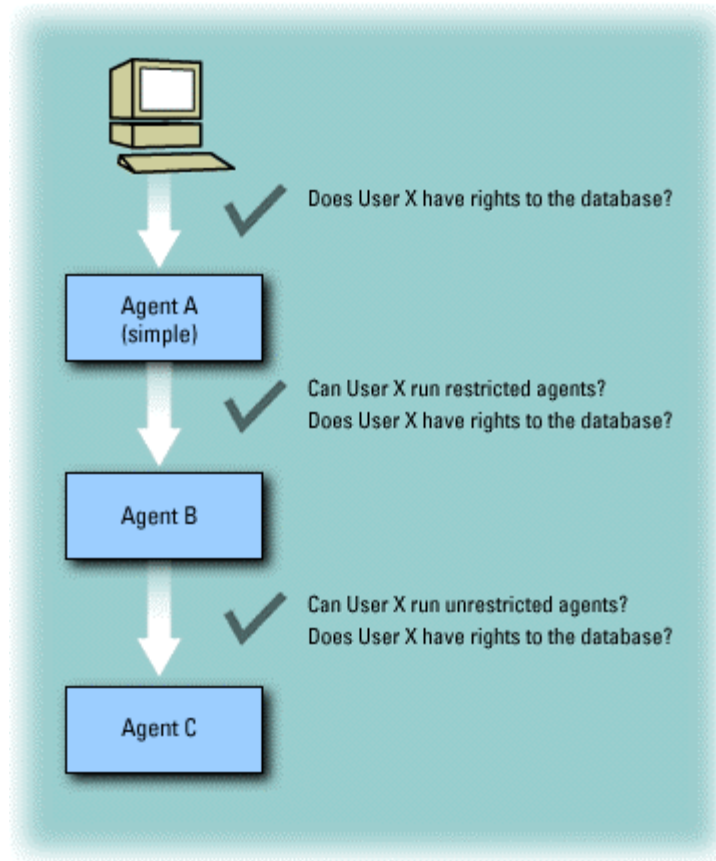 Does User X have rights to the database?
Agent A
(simple)
Can User X run restricted agents?
Does User X have rights to the database?
Agent B
Can User X run unrestricted agents?
Does User X have rights to the database?
Agent C